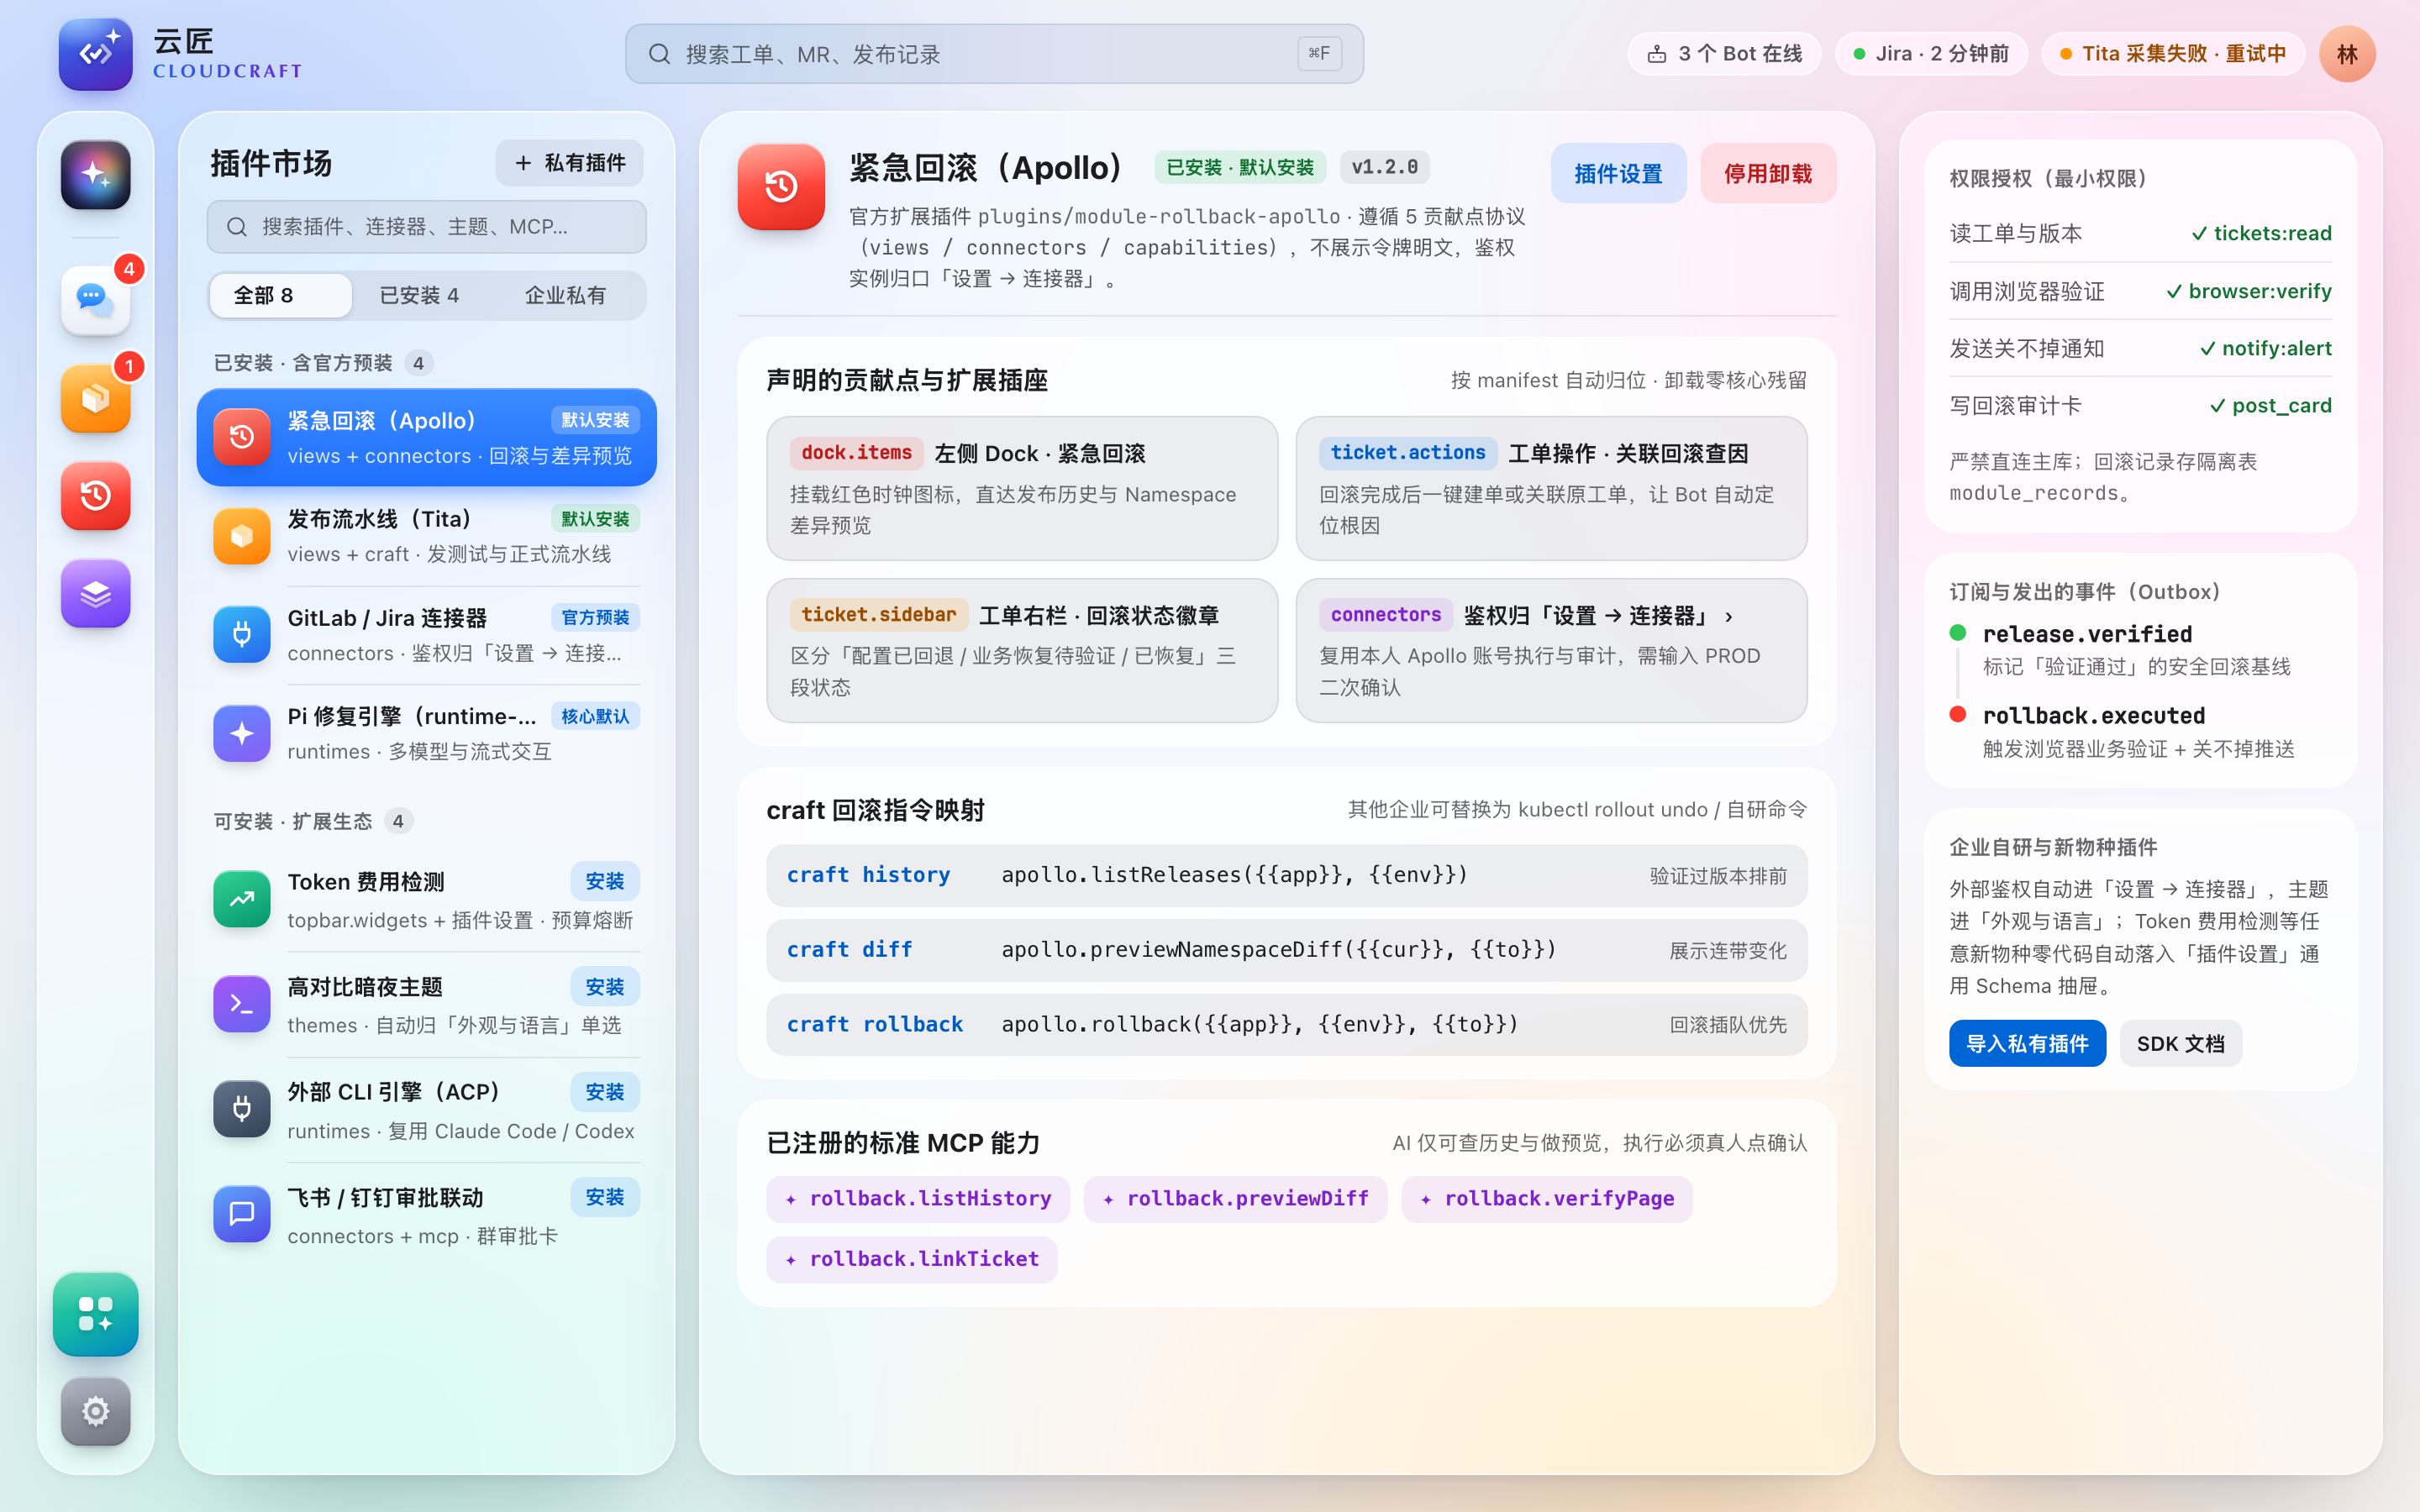 云匠
CLOUDCRAFT
搜索工单、MR、发布记录
⌘F
3 个 Bot 在线
Jira · 2 分钟前
Tita 采集失败 · 重试中
林
4
1
插件市场
+ 私有插件
搜索插件、连接器、主题、MCP...
全部 8
已安装 4
企业私有
已安装 · 含官方预装 4
紧急回滚（Apollo）
默认安装
views + connectors · 回滚与差异预览
发布流水线（Tita）
默认安装
views + craft · 发测试与正式流水线
GitLab / Jira 连接器
官方预装
connectors · 鉴权归「设置 → 连接...
Pi 修复引擎（runtime-...
核心默认
runtimes · 多模型与流式交互
可安装 · 扩展生态 4
Token 费用检测
安装
topbar.widgets + 插件设置 · 预算熔断
高对比暗夜主题
安装
themes · 自动归「外观与语言」单选
外部 CLI 引擎（ACP）
安装
runtimes · 复用 Claude Code / Codex
飞书 / 钉钉审批联动
安装
connectors + mcp · 群审批卡
紧急回滚（Apollo）
已安装 · 默认安装
v1.2.0
插件设置
停用卸载
官方扩展插件 plugins/module-rollback-apollo · 遵循 5 贡献点协议
（views / connectors / capabilities），不展示令牌明文，鉴权
实例归口「设置 → 连接器」。
声明的贡献点与扩展插座
按 manifest 自动归位 · 卸载零核心残留
dock.items 左侧 Dock · 紧急回滚
挂载红色时钟图标，直达发布历史与 Namespace
差异预览
ticket.actions 工单操作 · 关联回滚查因
回滚完成后一键建单或关联原工单，让 Bot 自动定
位根因
ticket.sidebar 工单右栏 · 回滚状态徽章
区分「配置已回退 / 业务恢复待验证 / 已恢复」三
段状态
connectors 鉴权归「设置 → 连接器」 ›
复用本人 Apollo 账号执行与审计，需输入 PROD
二次确认
craft 回滚指令映射
其他企业可替换为 kubectl rollout undo / 自研命令
craft history apollo.listReleases({{app}}, {{env}}) 验证过版本排前
craft diff apollo.previewNamespaceDiff({{cur}}, {{to}}) 展示连带变化
craft rollback apollo.rollback({{app}}, {{env}}, {{to}}) 回滚插队优先
已注册的标准 MCP 能力
AI 仅可查历史与做预览，执行必须真人点确认
✦ rollback.listHistory
✦ rollback.previewDiff
✦ rollback.verifyPage
✦ rollback.linkTicket
权限授权（最小权限）
读工单与版本 ✓ tickets:read
调用浏览器验证 ✓ browser:verify
发送关不掉通知 ✓ notify:alert
写回滚审计卡 ✓ post_card
严禁直连主库；回滚记录存隔离表
module_records。
订阅与发出的事件（Outbox）
release.verified
标记「验证通过」的安全回滚基线
rollback.executed
触发浏览器业务验证 + 关不掉推送
企业自研与新物种插件
外部鉴权自动进「设置 → 连接器」，主题
进「外观与语言」；Token 费用检测等任
意新物种零代码自动落入「插件设置」通
用 Schema 抽屉。
导入私有插件
SDK 文档